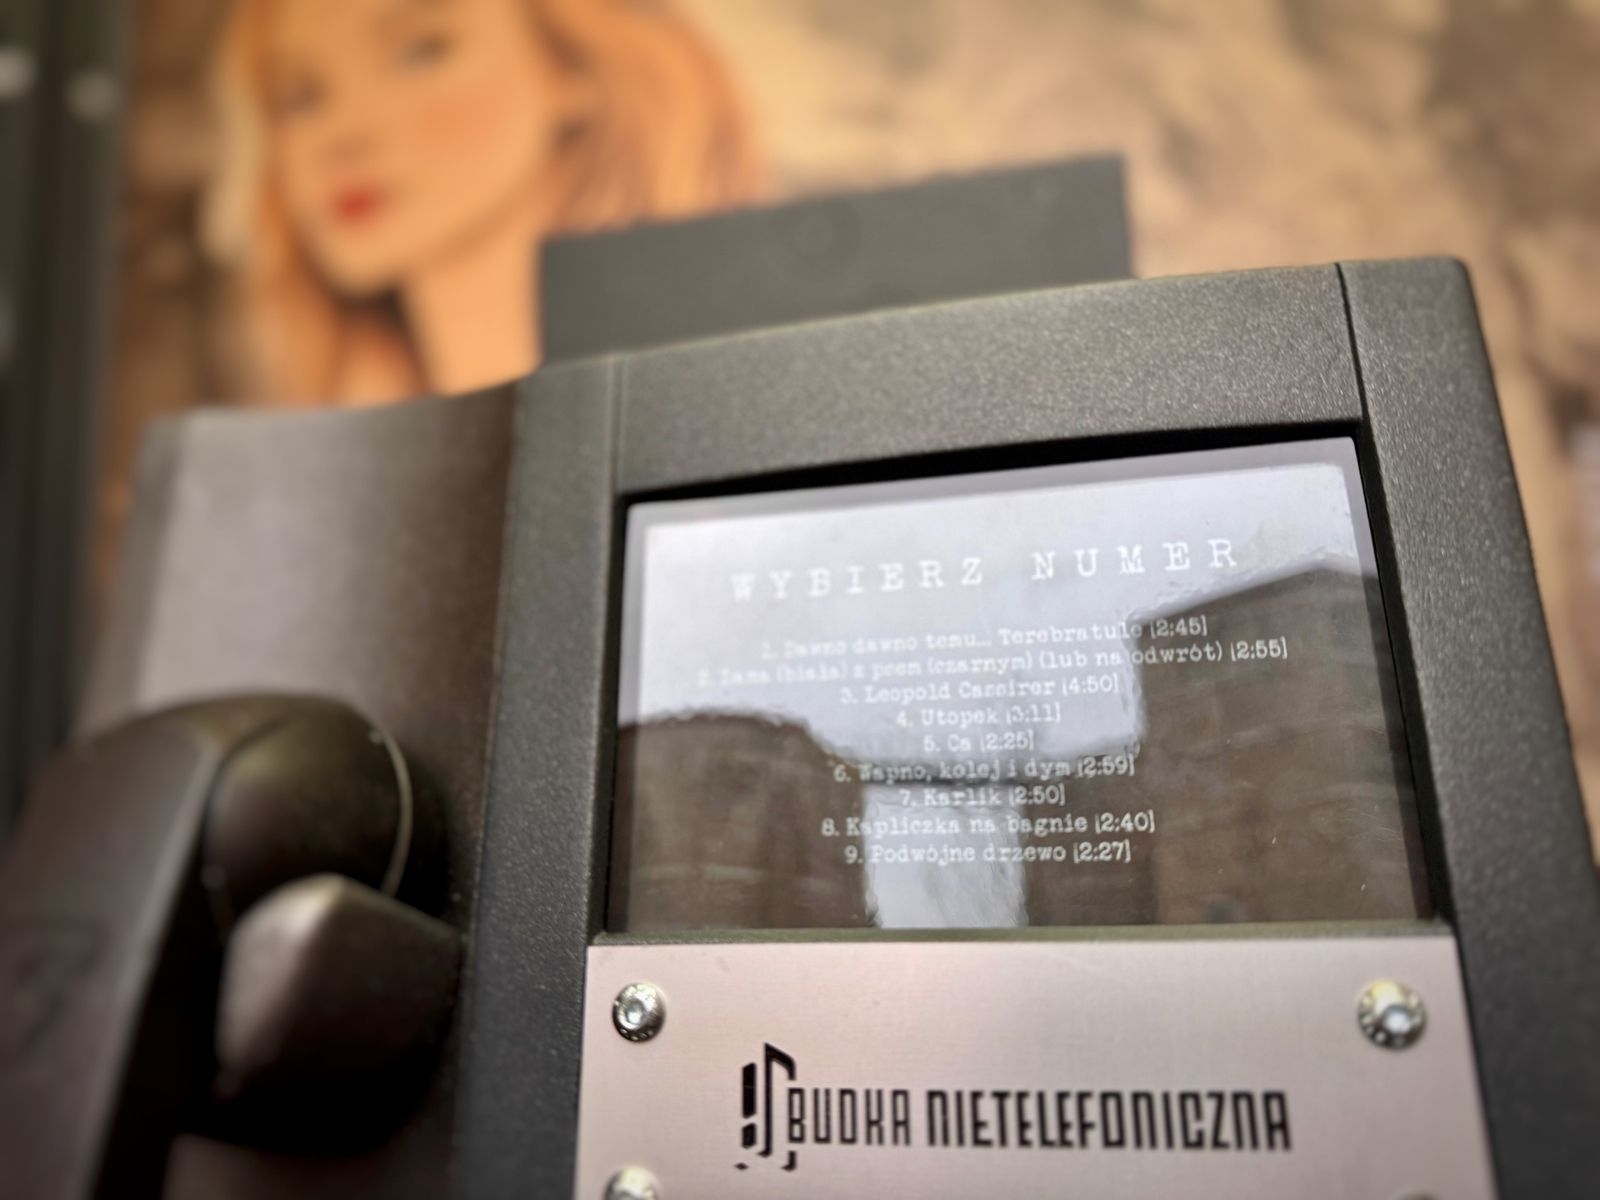 WYBIERZ NUMER
1. Dawno dawno temu... Terebratule [2:45]
2. Dama (biała) z psem (czarnym) (lub na odwrót) [2:55]
3. Leopold Cassirer [4:50]
4. Utopek [3:11]
5. Ca [2:25]
6. Wapno, kolej i dym [2:59]
7. Karlik [2:50]
8. Kapliczka na bagnie [2:40]
9. Podwójne drzewo [2:27]
BUDKA NIETELEFONICZNA